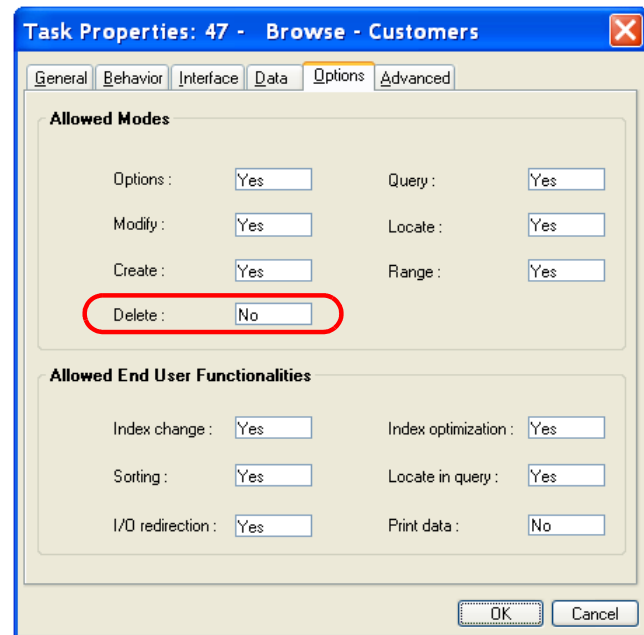 Task Properties: 47 - Browse - Customers
General Behavior Interface Data Options Advanced
Allowed Modes
Options : Yes Query : Yes
Modify : Yes Locate : Yes
Create : Yes Range : Yes
Delete : No
Allowed End User Functionalities
Index change : Yes Index optimization : Yes
Sorting : Yes Locate in query : Yes
I/O redirection : Yes Print data : No
OK Cancel